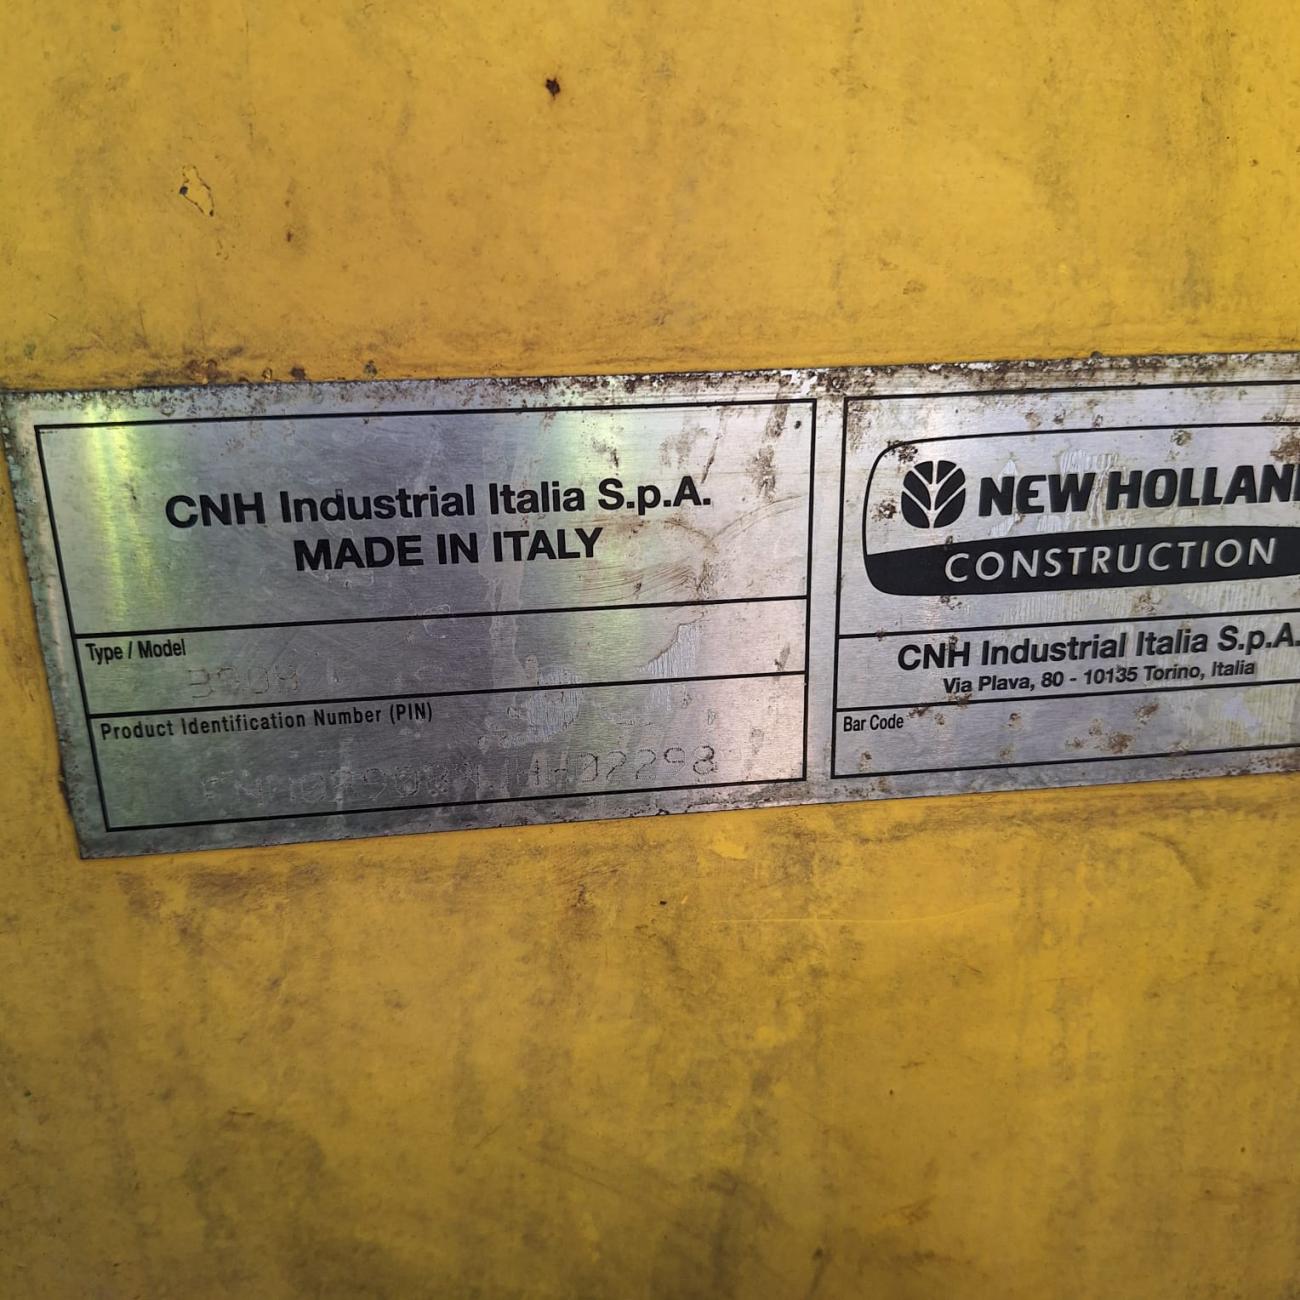 CNH Industrial Italia S.p.A.
MADE IN ITALY
Type / Model
Product Identification Number (PIN)
NEW HOLLAN
CONSTRUCTION
CNH Industrial Italia S.p.A.
Via Plava, 80 - 10135 Torino, Italia
Bar Code